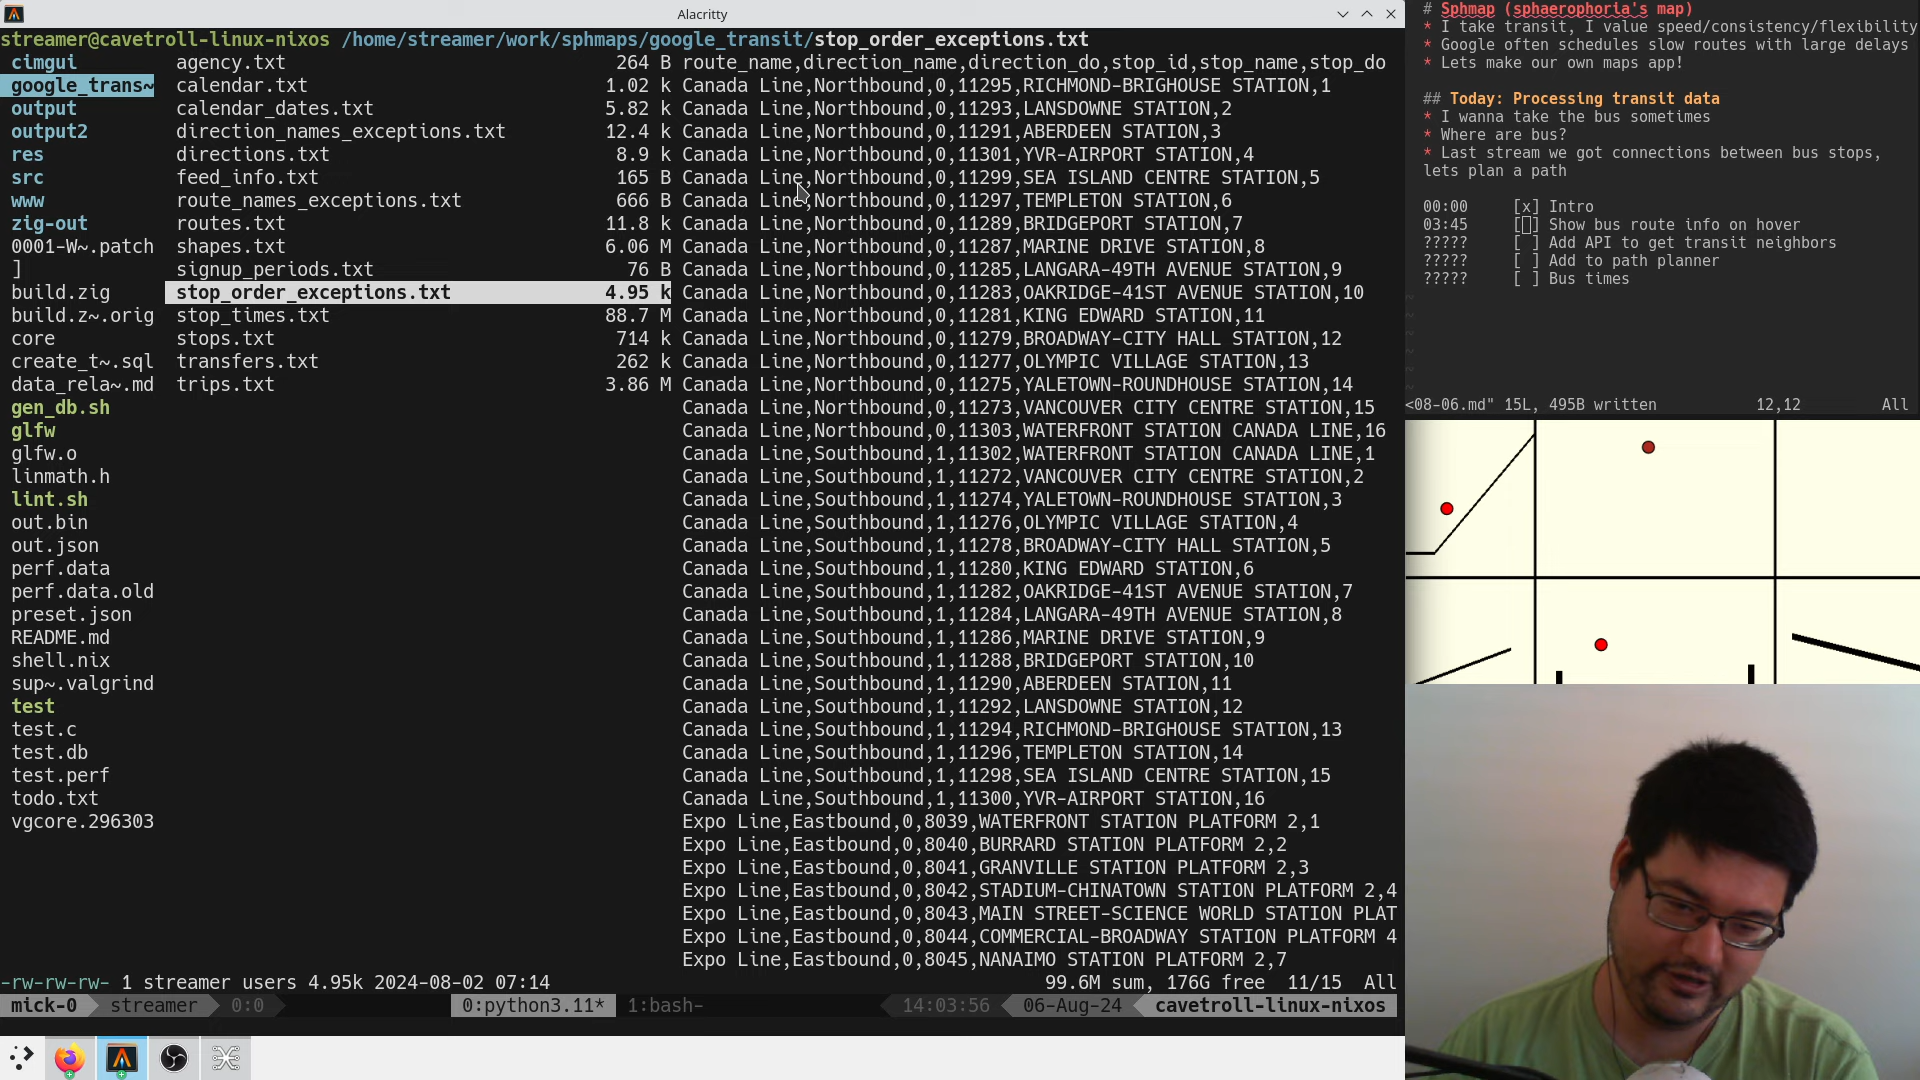 Alacritty
streamer@cavetroll-linux-nixos /home/streamer/work/sphmaps/google_transit/stop_order_exceptions.txt
cimgui
google_trans~
output
output2
res
src
www
zig-out
0001-W~.patch
]
build.zig
build.z~.orig
core
create_t~.sql
data_rela~.md
gen_db.sh
glfw
glfw.o
linmath.h
lint.sh
out.bin
out.json
perf.data
perf.data.old
preset.json
README.md
shell.nix
sup~.valgrind
test
test.c
test.db
test.perf
todo.txt
vgcore.296303
agency.txt 264 B
calendar.txt 1.02 k
calendar_dates.txt 5.82 k
direction_names_exceptions.txt 12.4 k
directions.txt 8.9 k
feed_info.txt 165 B
route_names_exceptions.txt 666 B
routes.txt 11.8 k
shapes.txt 6.06 M
signup_periods.txt 76 B
stop_order_exceptions.txt 4.95 k
stop_times.txt 88.7 M
stops.txt 714 k
transfers.txt 262 k
trips.txt 3.86 M
route_name,direction_name,direction_do,stop_id,stop_name,stop_do
Canada Line,Northbound,0,11295,RICHMOND-BRIGHOUSE STATION,1
Canada Line,Northbound,0,11293,LANSDOWNE STATION,2
Canada Line,Northbound,0,11291,ABERDEEN STATION,3
Canada Line,Northbound,0,11301,YVR-AIRPORT STATION,4
Canada Line,Northbound,0,11299,SEA ISLAND CENTRE STATION,5
Canada Line,Northbound,0,11297,TEMPLETON STATION,6
Canada Line,Northbound,0,11289,BRIDGEPORT STATION,7
Canada Line,Northbound,0,11287,MARINE DRIVE STATION,8
Canada Line,Northbound,0,11285,LANGARA-49TH AVENUE STATION,9
Canada Line,Northbound,0,11283,OAKRIDGE-41ST AVENUE STATION,10
Canada Line,Northbound,0,11281,KING EDWARD STATION,11
Canada Line,Northbound,0,11279,BROADWAY-CITY HALL STATION,12
Canada Line,Northbound,0,11277,OLYMPIC VILLAGE STATION,13
Canada Line,Northbound,0,11275,YALETOWN-ROUNDHOUSE STATION,14
Canada Line,Northbound,0,11273,VANCOUVER CITY CENTRE STATION,15
Canada Line,Northbound,0,11303,WATERFRONT STATION CANADA LINE,16
Canada Line,Southbound,1,11302,WATERFRONT STATION CANADA LINE,1
Canada Line,Southbound,1,11272,VANCOUVER CITY CENTRE STATION,2
Canada Line,Southbound,1,11274,YALETOWN-ROUNDHOUSE STATION,3
Canada Line,Southbound,1,11276,OLYMPIC VILLAGE STATION,4
Canada Line,Southbound,1,11278,BROADWAY-CITY HALL STATION,5
Canada Line,Southbound,1,11280,KING EDWARD STATION,6
Canada Line,Southbound,1,11282,OAKRIDGE-41ST AVENUE STATION,7
Canada Line,Southbound,1,11284,LANGARA-49TH AVENUE STATION,8
Canada Line,Southbound,1,11286,MARINE DRIVE STATION,9
Canada Line,Southbound,1,11288,BRIDGEPORT STATION,10
Canada Line,Southbound,1,11290,ABERDEEN STATION,11
Canada Line,Southbound,1,11292,LANSDOWNE STATION,12
Canada Line,Southbound,1,11294,RICHMOND-BRIGHOUSE STATION,13
Canada Line,Southbound,1,11296,TEMPLETON STATION,14
Canada Line,Southbound,1,11298,SEA ISLAND CENTRE STATION,15
Canada Line,Southbound,1,11300,YVR-AIRPORT STATION,16
Expo Line,Eastbound,0,8039,WATERFRONT STATION PLATFORM 2,1
Expo Line,Eastbound,0,8040,BURRARD STATION PLATFORM 2,2
Expo Line,Eastbound,0,8041,GRANVILLE STATION PLATFORM 2,3
Expo Line,Eastbound,0,8042,STADIUM-CHINATOWN STATION PLATFORM 2,4
Expo Line,Eastbound,0,8043,MAIN STREET-SCIENCE WORLD STATION PLAT
Expo Line,Eastbound,0,8044,COMMERCIAL-BROADWAY STATION PLATFORM 4
Expo Line,Eastbound,0,8045,NANAIMO STATION PLATFORM 2,7
-rw-rw-rw- 1 streamer users 4.95k 2024-08-02 07:14 99.6M sum, 176G free 11/15 All
mick-0 streamer 0:0 0:python3.11* 1:bash- 14:03:56 06-Aug-24 cavetroll-linux-nixos
# Sphmap (sphaerophoria's map)
* I take transit, I value speed/consistency/flexibility
* Google often schedules slow routes with large delays
* Lets make our own maps app!
## Today: Processing transit data
* I wanna take the bus sometimes
* Where are bus?
* Last stream we got connections between bus stops,
lets plan a path
00:00 [x] Intro
03:45 [ ] Show bus route info on hover
????? [ ] Add API to get transit neighbors
????? [ ] Add to path planner
????? [ ] Bus times
~
~
~
~
~
~
<08-06.md" 15L, 495B written 12,12 All